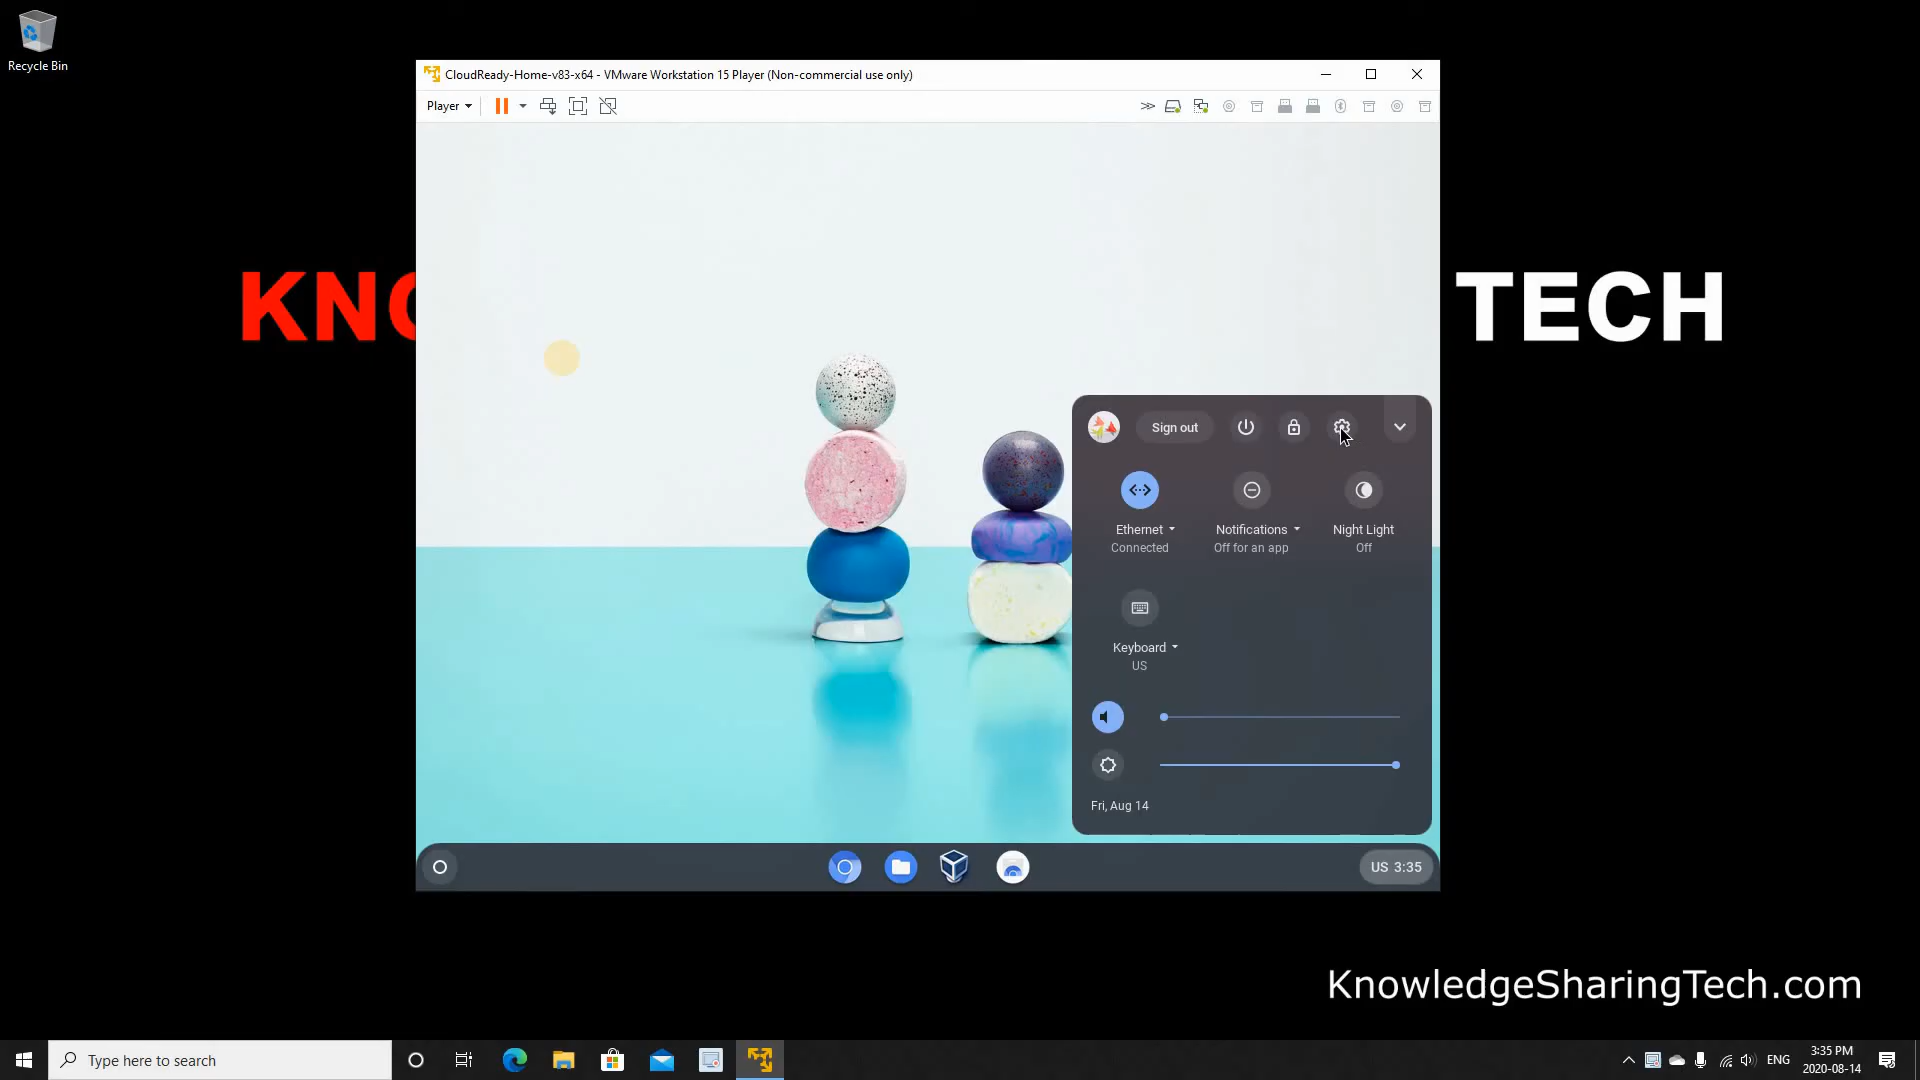 Recycle Bin
CloudReady-Home-v83-x64 - VMware Workstation 15 Player (Non-commercial use only)
Player
KNO TECH
Sign out
Ethernet Notifications Night Light
Connected Off for an app Off
Keyboard
US
Fri, Aug 14
US 3:35
KnowledgeSharingTech.com
Type here to search
ENG
3:35 PM
2020-08-14